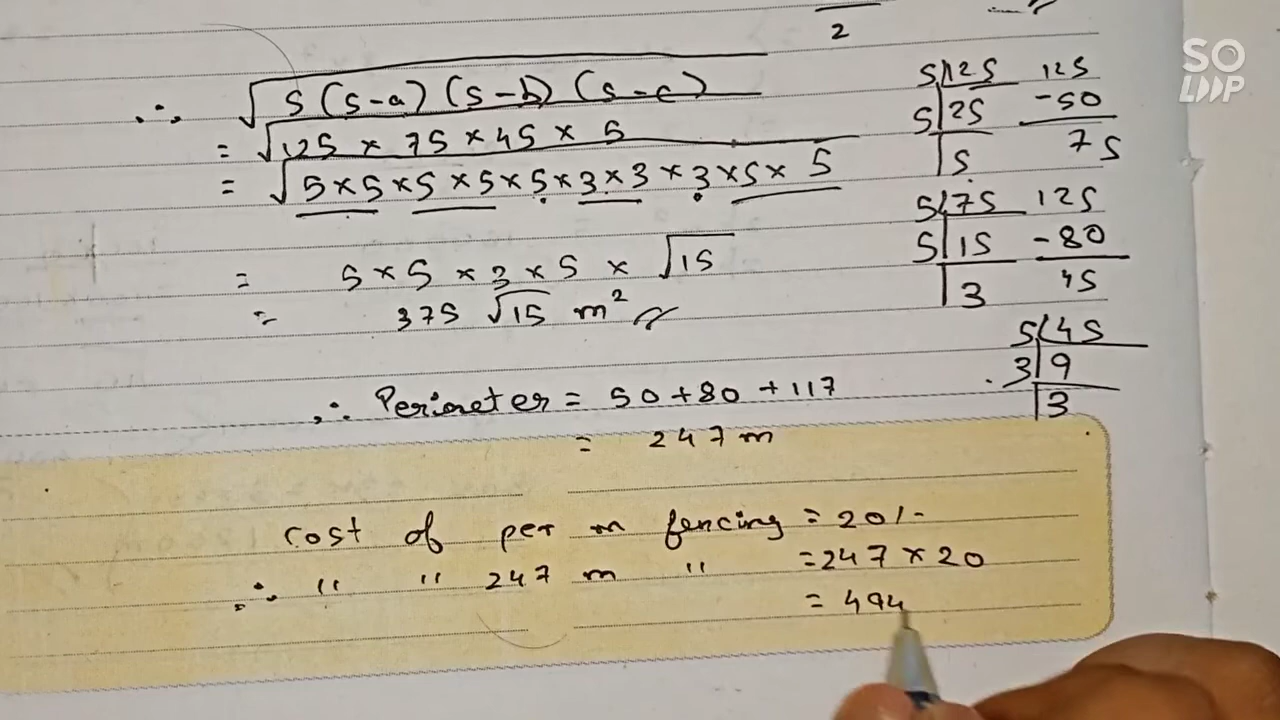 2
SO
LOOP
∴ √s(s-a)(s-b)(s-c)
= √125 × 75 × 45 × 5
= √5×5×5×5×5×3×3×3×5×5
= 5×5×3×5×√15
= 375 √15 m²
∴ Perimeter = 50+80+117
= 247 m
cost of per m fencing = 20/-
∴ " " 247 m " = 247×20
= 494
5 125 125
5 25 -50
5 75
5 75 125
5 15 -80
3 45
5 45
3 9
3